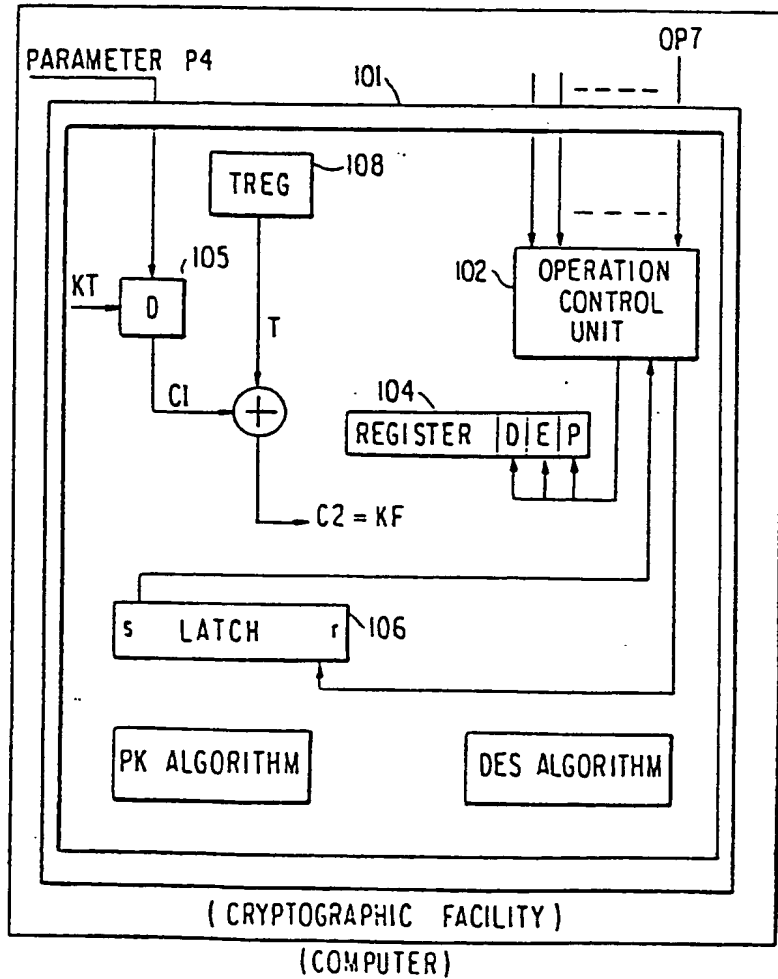 PARAMETER P4
OP7
101
108
TREG
105
KT
D
T
C1
102
OPERATION
CONTROL
UNIT
104
REGISTER |D|E|P|
C2 = KF
s LATCH r
106
PK ALGORITHM
DES ALGORITHM
(CRYPTOGRAPHIC FACILITY)
(COMPUTER)